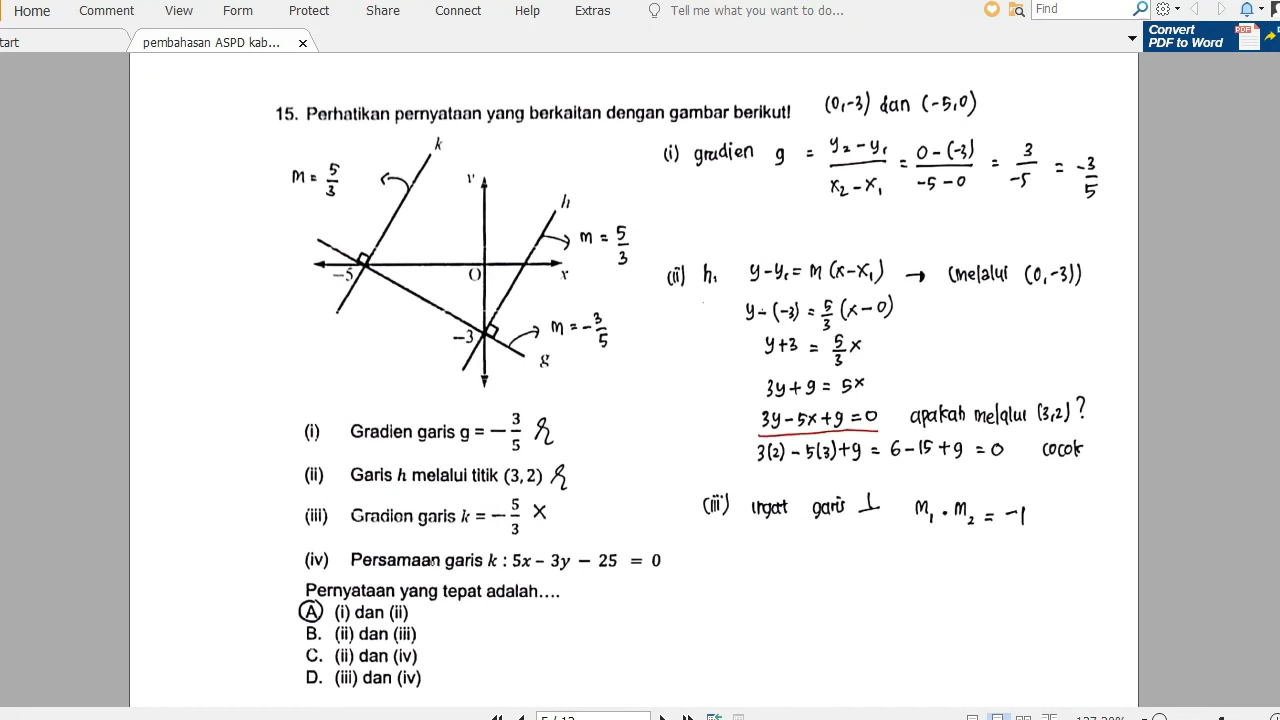 Home Comment View Form Protect Share Connect Help Extras Tell me what you want to do... Find
tart pembahasan ASPD kab... × Convert
PDF to Word
15. Perhatikan pernyataan yang berkaitan dengan gambar berikut!
(0,-3) dan (-5,0)
(i) gradien g = y₂-y₁/x₂-x₁ = 0-(-3)/-5-0 = 3/-5 = -3/5
k
m = 5/3
h
m = 5/3
-5 O x
-3
m = -3/5
g
(ii) h, y-y₁ = m (x-x₁) → (melalui (0,-3))
y-(-3) = 5/3 (x-0)
y+3 = 5/3 x
3y+9 = 5x
3y-5x+9=0 apakah melalui (3,2)?
3(2)-5(3)+9 = 6-15+9 = 0 cocok
(iii) ingat garis ⊥ m₁ . m₂ = -1
(i) Gradien garis g = − 3/5
(ii) Garis h melalui titik (3, 2)
(iii) Gradion garis k = − 5/3 ×
(iv) Persamaan garis k : 5x − 3y − 25 = 0
Pernyataan yang tepat adalah....
A (i) dan (ii)
B. (ii) dan (iii)
C. (ii) dan (iv)
D. (iii) dan (iv)